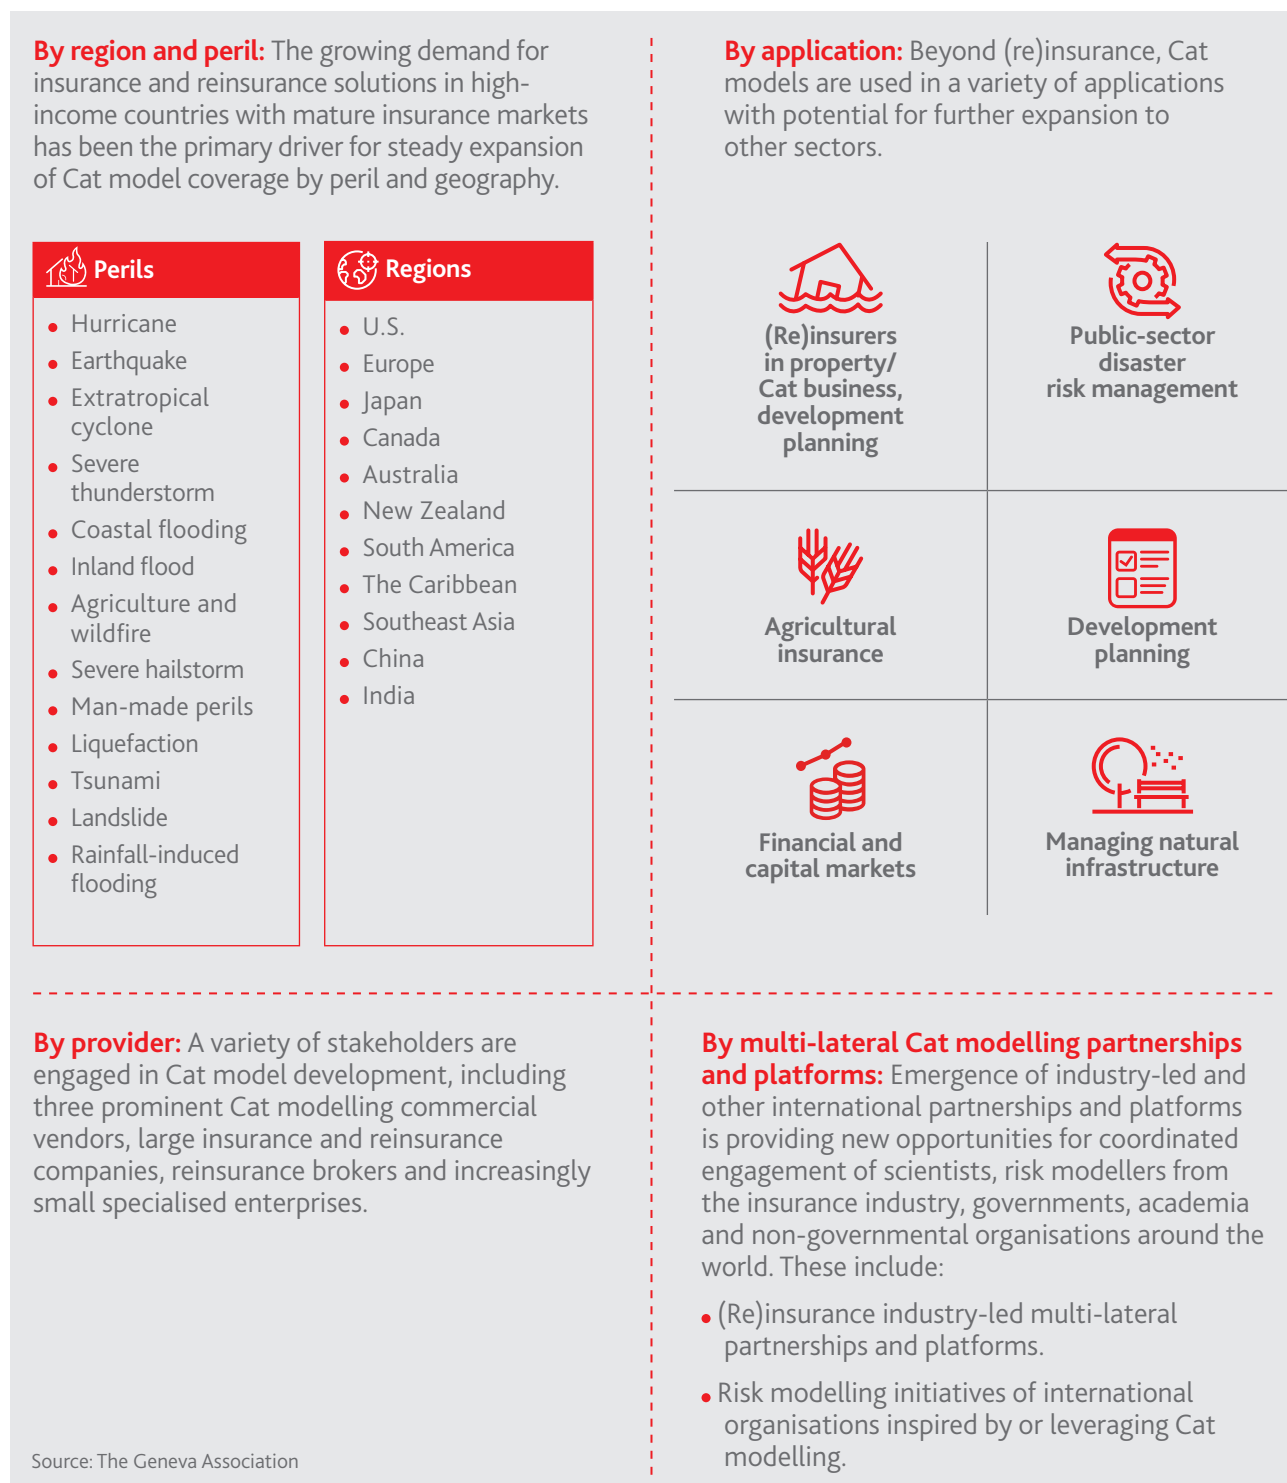 By region and peril: The growing demand for
insurance and reinsurance solutions in high-
income countries with mature insurance markets
has been the primary driver for steady expansion
of Cat model coverage by peril and geography.
Perils
Hurricane
Earthquake
Extratropical
cyclone
Severe
thunderstorm
Coastal flooding
Inland flood
Agriculture and
wildfire
Severe hailstorm
Man-made perils
Liquefaction
Tsunami
Landslide
Rainfall-induced
flooding
Regions
U.S.
Europe
Japan
Canada
Australia
New Zealand
South America
The Caribbean
Southeast Asia
China
India
By application: Beyond (re)insurance, Cat
models are used in a variety of applications
with potential for further expansion to
other sectors.
(Re)insurers
in property/
Cat business,
development
planning
Public-sector
disaster
risk management
Agricultural
insurance
Development
planning
Financial and
capital markets
Managing natural
infrastructure
By provider: A variety of stakeholders are
engaged in Cat model development, including
three prominent Cat modelling commercial
vendors, large insurance and reinsurance
companies, reinsurance brokers and increasingly
small specialised enterprises.
By multi-lateral Cat modelling partnerships
and platforms: Emergence of industry-led and
other international partnerships and platforms
is providing new opportunities for coordinated
engagement of scientists, risk modellers from
the insurance industry, governments, academia
and non-governmental organisations around the
world. These include:
(Re)insurance industry-led multi-lateral
partnerships and platforms.
Risk modelling initiatives of international
organisations inspired by or leveraging Cat
modelling.
Source: The Geneva Association